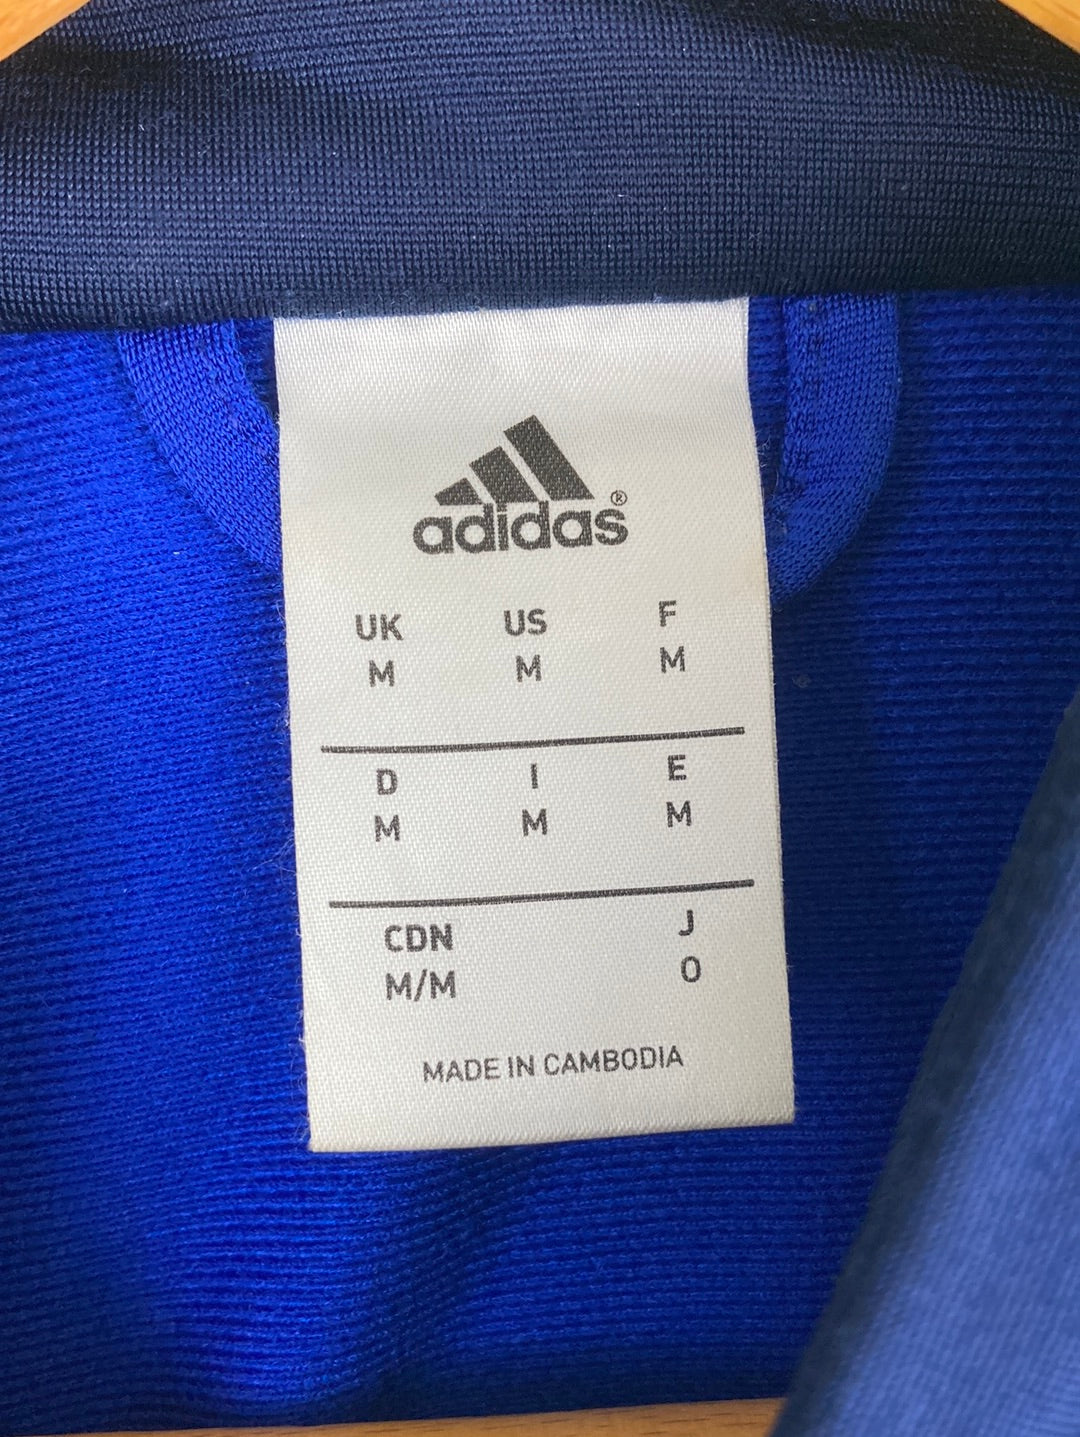 adidas®
UK US F
M M M
D I E
M M M
CDN J
M/M O
MADE IN CAMBODIA